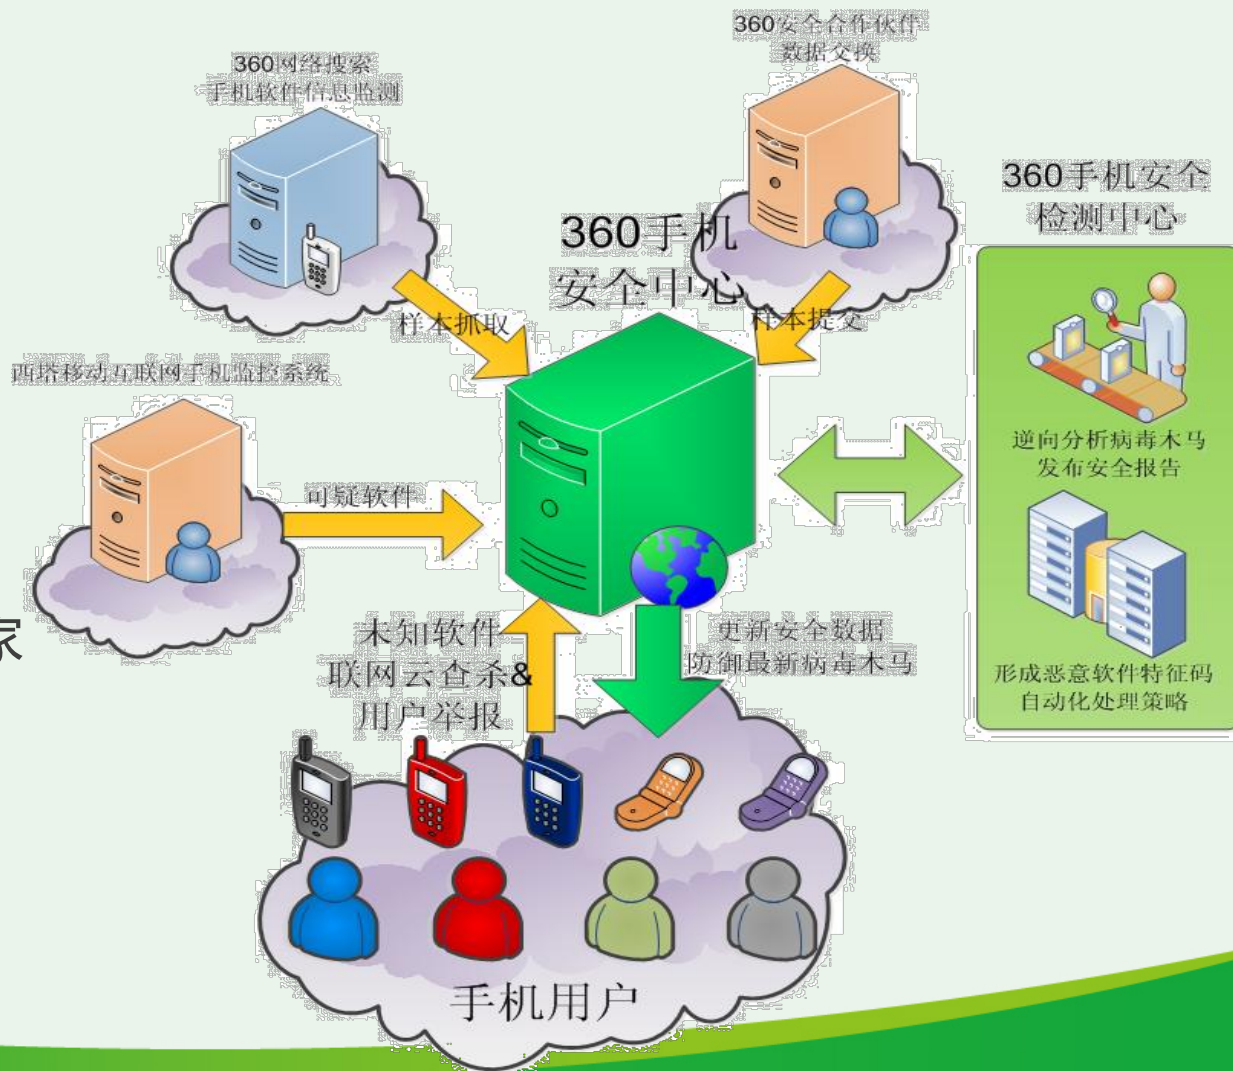 360安全合作伙伴
数据交换
360网络搜索
手机软件信息监测
360手机安全
检测中心
360手机
安全中心
样本抓取
样本提交
西塔移动互联网手机监控系统
逆向分析病毒木马
发布安全报告
可疑软件
家
未知软件
联网云查杀&
用户举报
更新安全数据
防御最新病毒木马
形成恶意软件特征码
自动化处理策略
手机用户